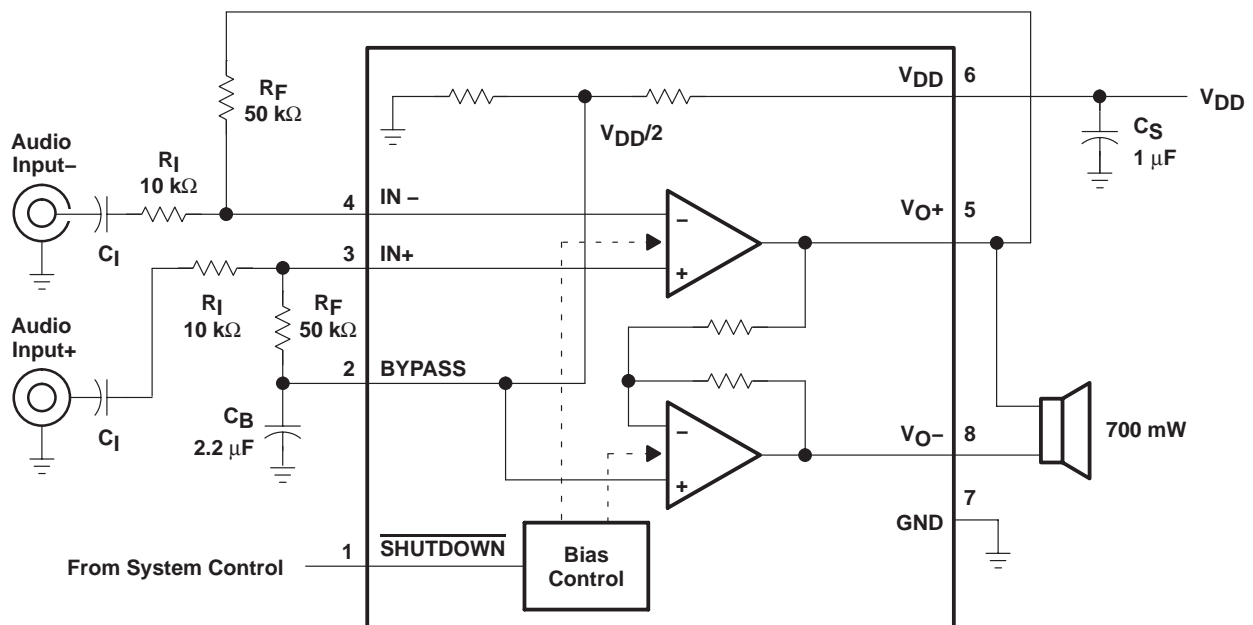 VDD 6
RF
50 kΩ
VDD
VDD/2
CS
1 μF
Audio
Input–
RI
10 kΩ
CI
4 IN –
–
+
VO+ 5
3 IN+
RI
10 kΩ
RF
50 kΩ
Audio
Input+
CI
2 BYPASS
CB
2.2 μF
–
+
VO– 8
700 mW
7
GND
1 SHUTDOWN
From System Control
Bias
Control